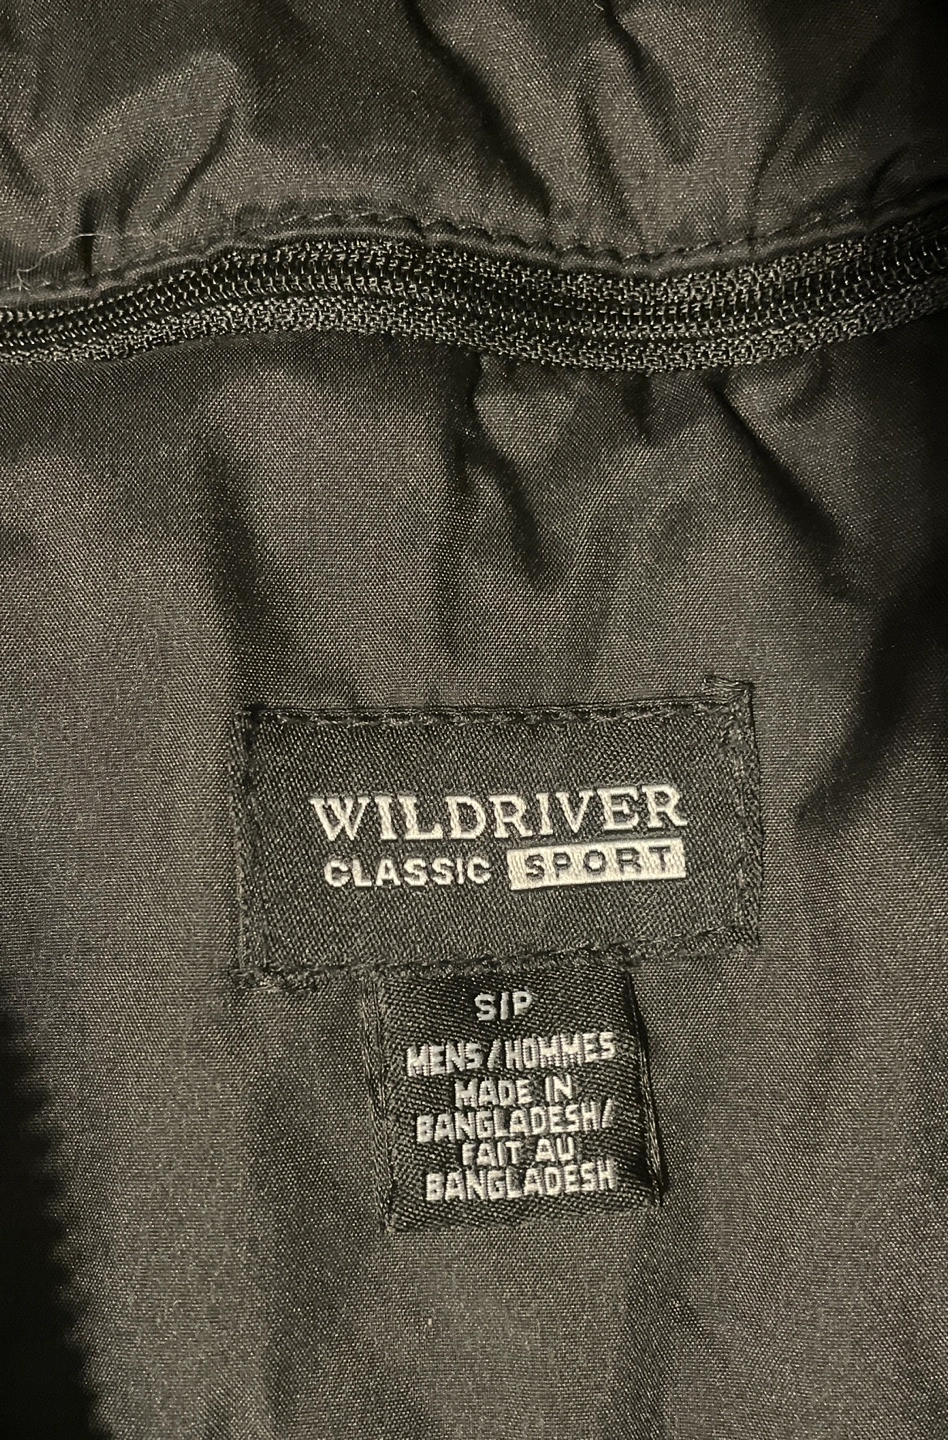 WILDRIVER
CLASSIC SPORT
S/P
MENS/HOMMES
MADE IN
BANGLADESH/
FAIT AU
BANGLADESH